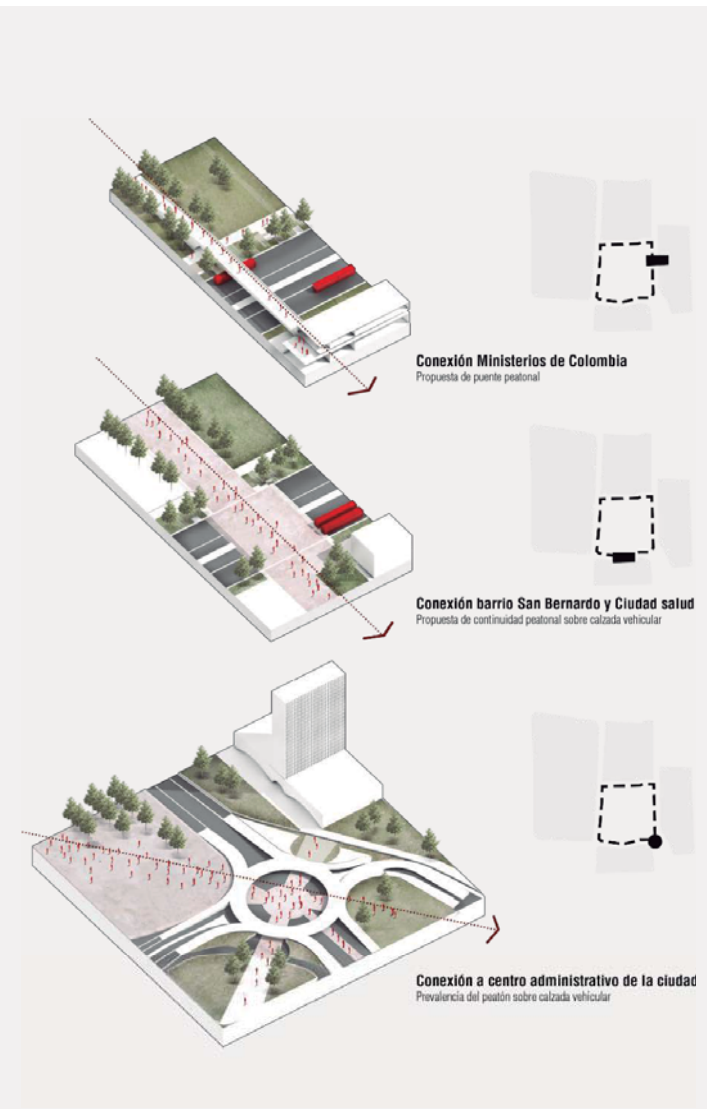 Conexión Ministerios de Colombia
Propuesta de puente peatonal
Conexión barrio San Bernardo y Ciudad salud
Propuesta de continuidad peatonal sobre calzada vehicular
Conexión a centro administrativo de la ciudad
Prevalencia del peatón sobre calzada vehicular